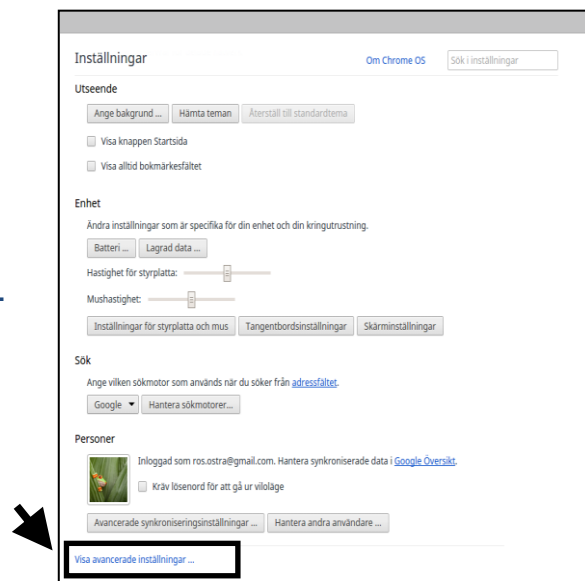 Inställningar
Om Chrome OS
Sök i inställningar
Utseende
Ange bakgrund ... Hämta teman Återställ till standardtema
Visa knappen Startsida
Visa alltid bokmärkesfältet
Enhet
Ändra inställningar som är specifika för din enhet och din kringutrustning.
Batteri ... Lagrad data ...
Hastighet för styrplatta:
Mushastighet:
Inställningar för styrplatta och mus Tangentbordsinställningar Skärminställningar
Sök
Ange vilken sökmotor som används när du söker från adressfältet.
Google Hantera sökmotorer...
Personer
Inloggad som ros.ostra@gmail.com. Hantera synkroniserade data i Google Översikt.
Kräv lösenord för att gå ur viloläge
Avancerade synkroniseringsinställningar ... Hantera andra användare ...
Visa avancerade inställningar ...